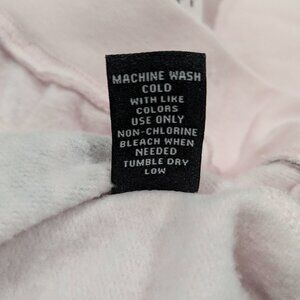 MACHINE WASH
COLD
WITH LIKE
COLORS
USE ONLY
NON-CHLORINE
BLEACH WHEN
NEEDED
TUMBLE DRY
LOW